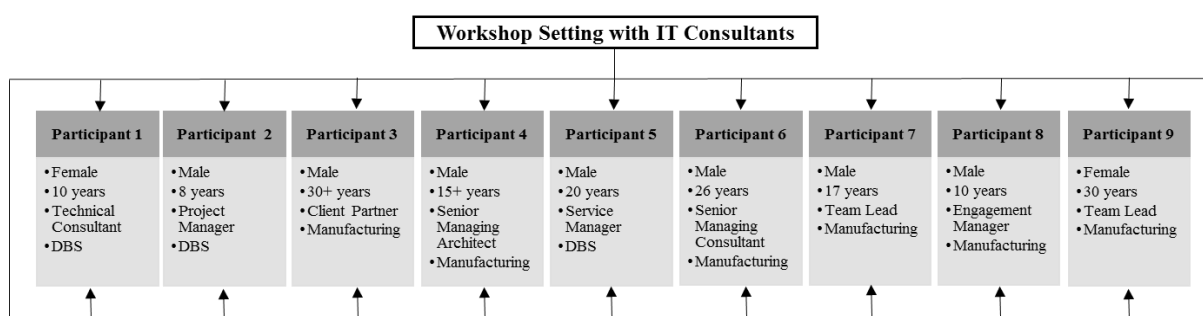 Workshop Setting with IT Consultants
Participant 1
• Female
• 10 years
• Technical
Consultant
• DBS
Participant 2
• Male
• 8 years
• Project
Manager
• DBS
Participant 3
• Male
• 30+ years
• Client Partner
• Manufacturing
Participant 4
• Male
• 15+ years
• Senior
Managing
Architect
• Manufacturing
Participant 5
• Male
• 20 years
• Service
Manager
• DBS
Participant 6
• Male
• 26 years
• Senior
Managing
Consultant
• Manufacturing
Participant 7
• Male
• 17 years
• Team Lead
• Manufacturing
Participant 8
• Male
• 10 years
• Engagement
Manager
• Manufacturing
Participant 9
• Female
• 30 years
• Team Lead
• Manufacturing